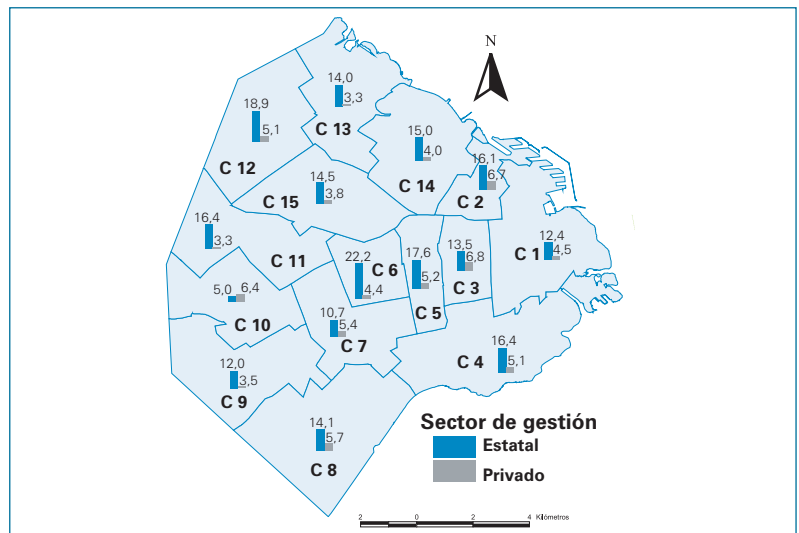 N
14,0
3,3
C 13
18,9
5,1
C 12
15,0
4,0
C 14
16,1
6,7
C 2
14,5
3,8
C 15
16,4
3,3
C 11
22,2
4,4
C 6
17,6
5,2
C 5
13,5
6,8
C 3
12,4
4,5
C 1
5,0
6,4
C 10
10,7
5,4
C 7
16,4
5,1
C 4
12,0
3,5
C 9
14,1
5,7
C 8
Sector de gestión
Estatal
Privado
2 0 2 4 Kilómetros